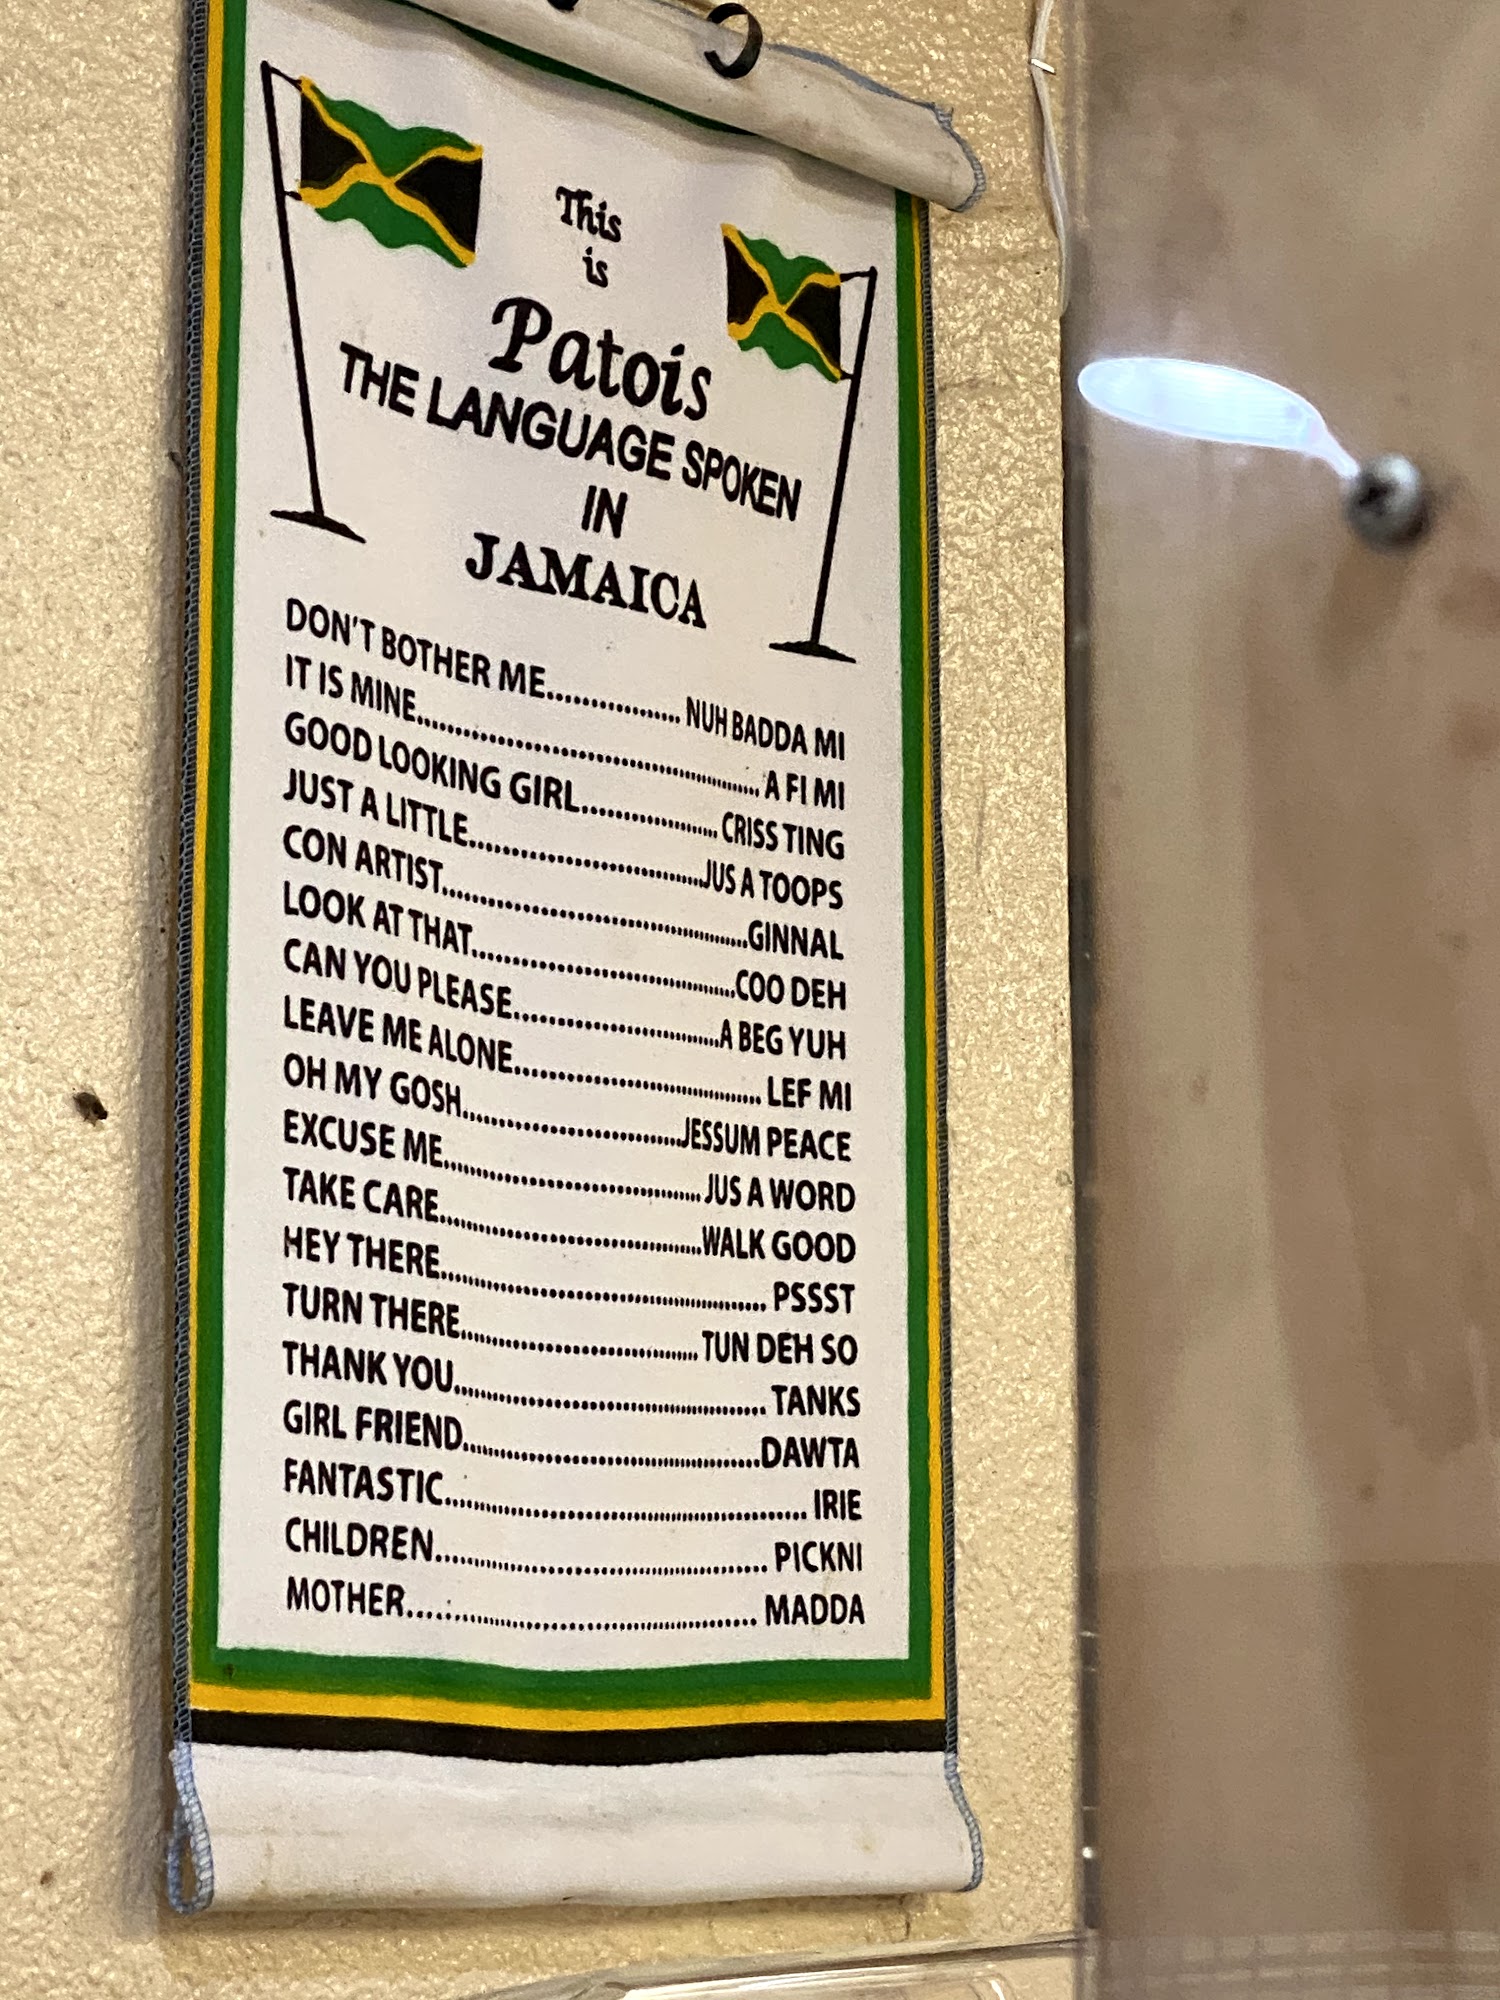 This
is
Patois
THE LANGUAGE SPOKEN
IN
JAMAICA
DON'T BOTHER ME................. NUH BADDA MI
IT IS MINE............................................. A FI MI
GOOD LOOKING GIRL................. CRISS TING
JUST A LITTLE..............................JUS A TOOPS
CON ARTIST.......................................GINNAL
LOOK AT THAT..................................COO DEH
CAN YOU PLEASE...........................A BEG YUH
LEAVE ME ALONE................................ LEF MI
OH MY GOSH............................JESSUM PEACE
EXCUSE ME.................................JUS A WORD
TAKE CARE..................................WALK GOOD
HEY THERE.......................................... PSSST
TURN THERE...............................TUN DEH SO
THANK YOU........................................ TANKS
GIRL FRIEND......................................DAWTA
FANTASTIC............................................... IRIE
CHILDREN........................................... PICKNI
MOTHER.............................................. MADDA